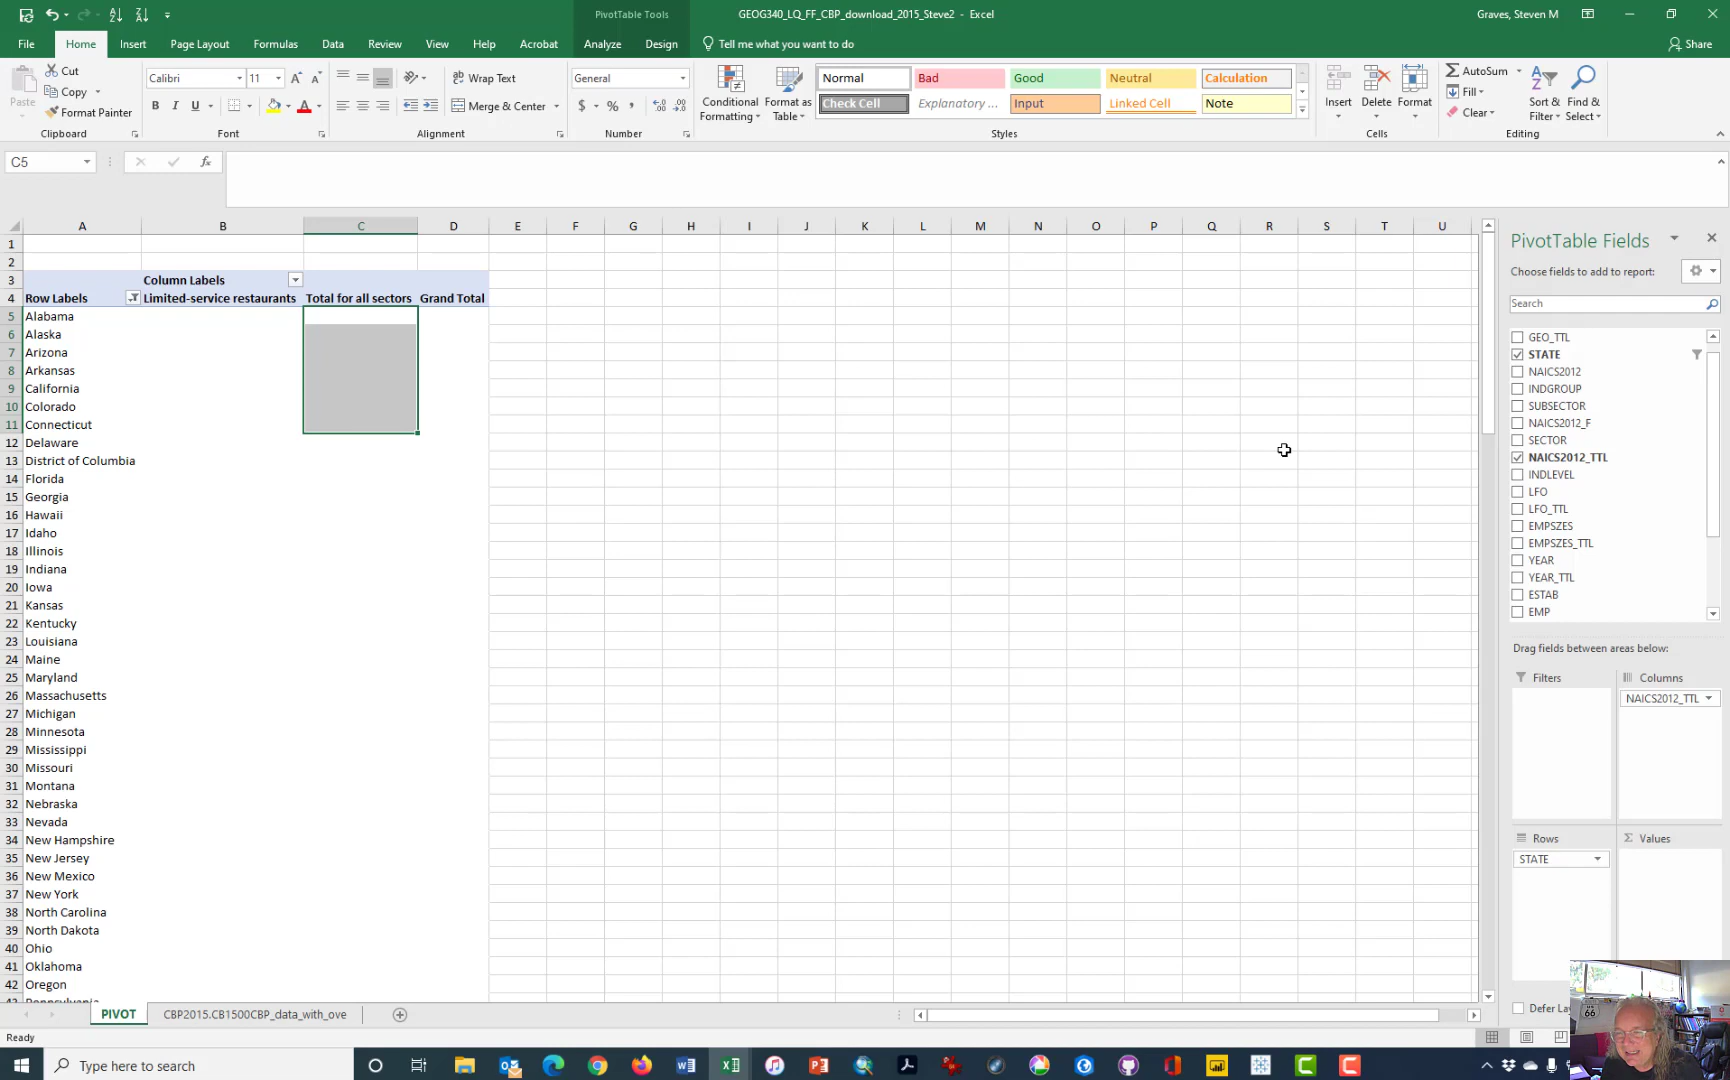 PivotTable Tools
GEOG340_LQ_FF_CBP_download_2015_Steve2 - Excel
Graves, Steven M
File Home Insert Page Layout Formulas Data Review View Help Acrobat Analyze Design Tell me what you want to do Share
Paste Cut Copy Format Painter
Calibri 11
B I U
Wrap Text
Merge & Center
General
$ % ,
Conditional Formatting
Format as Table
Normal Bad Good Neutral Calculation
Check Cell Explanatory ... Input Linked Cell Note
Insert Delete Format
AutoSum
Fill
Clear
Sort & Filter
Find & Select
Clipboard Font Alignment Number Styles Cells Editing
C5 fx
A B C D E F G H I J K L M N O P Q R S T U
1
2
3 Column Labels
4 Row Labels Limited-service restaurants Total for all sectors Grand Total
5 Alabama
6 Alaska
7 Arizona
8 Arkansas
9 California
10 Colorado
11 Connecticut
12 Delaware
13 District of Columbia
14 Florida
15 Georgia
16 Hawaii
17 Idaho
18 Illinois
19 Indiana
20 Iowa
21 Kansas
22 Kentucky
23 Louisiana
24 Maine
25 Maryland
26 Massachusetts
27 Michigan
28 Minnesota
29 Mississippi
30 Missouri
31 Montana
32 Nebraska
33 Nevada
34 New Hampshire
35 New Jersey
36 New Mexico
37 New York
38 North Carolina
39 North Dakota
40 Ohio
41 Oklahoma
42 Oregon
PivotTable Fields
Choose fields to add to report:
Search
GEO_TTL
STATE
NAICS2012
INDGROUP
SUBSECTOR
NAICS2012_F
SECTOR
NAICS2012_TTL
INDLEVEL
LFO
LFO_TTL
EMPSZES
EMPSZES_TTL
YEAR
YEAR_TTL
ESTAB
EMP
Drag fields between areas below:
Filters Columns
NAICS2012_TTL
Rows Σ Values
STATE
Defer
PIVOT CBP2015.CB1500CBP_data_with_ove
Ready
Type here to search